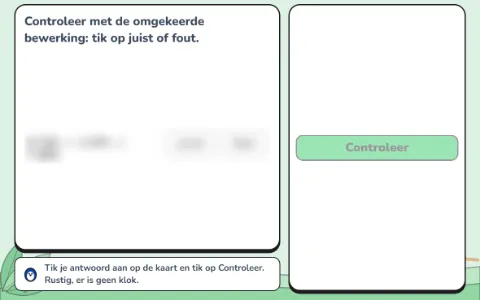 Controleer met de omgekeerde
bewerking: tik op juist of fout.
Controleer
Tik je antwoord aan op de kaart en tik op Controleer.
Rustig, er is geen klok.